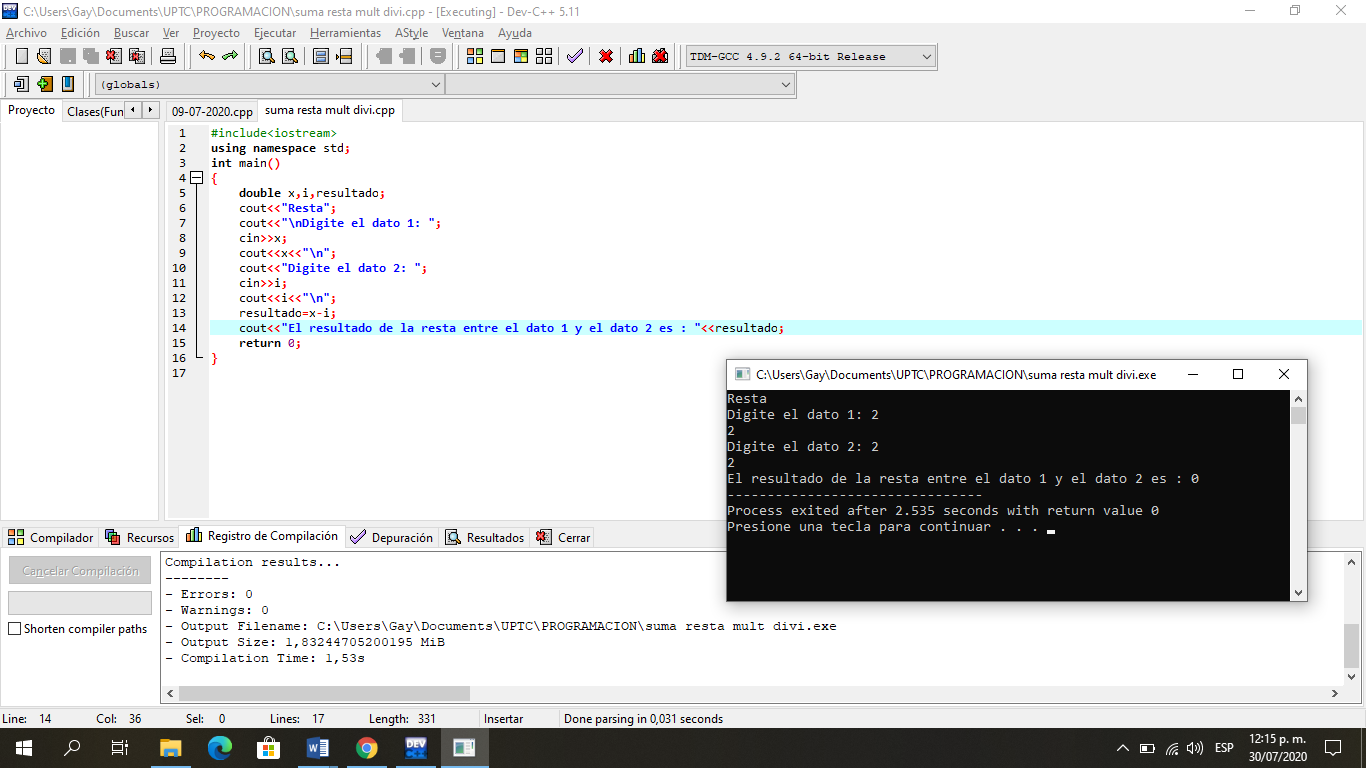 C:\Users\Gay\Documents\UPTC\PROGRAMACION\suma resta mult divi.cpp - [Executing] - Dev-C++ 5.11
Archivo Edición Buscar Ver Proyecto Ejecutar Herramientas AStyle Ventana Ayuda
TDM-GCC 4.9.2 64-bit Release
(globals)
Proyecto Clases(Fun 09-07-2020.cpp suma resta mult divi.cpp
1 #include<iostream>
2 using namespace std;
3 int main()
4 {
5 double x,i,resultado;
6 cout<<"Resta";
7 cout<<"\nDigite el dato 1: ";
8 cin>>x;
9 cout<<x<<"\n";
10 cout<<"Digite el dato 2: ";
11 cin>>i;
12 cout<<i<<"\n";
13 resultado=x-i;
14 cout<<"El resultado de la resta entre el dato 1 y el dato 2 es : "<<resultado;
15 return 0;
16 }
17
C:\Users\Gay\Documents\UPTC\PROGRAMACION\suma resta mult divi.exe
Resta
Digite el dato 1: 2
2
Digite el dato 2: 2
2
El resultado de la resta entre el dato 1 y el dato 2 es : 0
--------------------------------
Process exited after 2.535 seconds with return value 0
Presione una tecla para continuar . . .
Compilador Recursos Registro de Compilación Depuración Resultados Cerrar
Cancelar Compilación
Shorten compiler paths
Compilation results...
--------
- Errors: 0
- Warnings: 0
- Output Filename: C:\Users\Gay\Documents\UPTC\PROGRAMACION\suma resta mult divi.exe
- Output Size: 1,83244705200195 MiB
- Compilation Time: 1,53s
Line: 14 Col: 36 Sel: 0 Lines: 17 Length: 331 Insertar Done parsing in 0,031 seconds
DEV
ESP
12:15 p. m.
30/07/2020